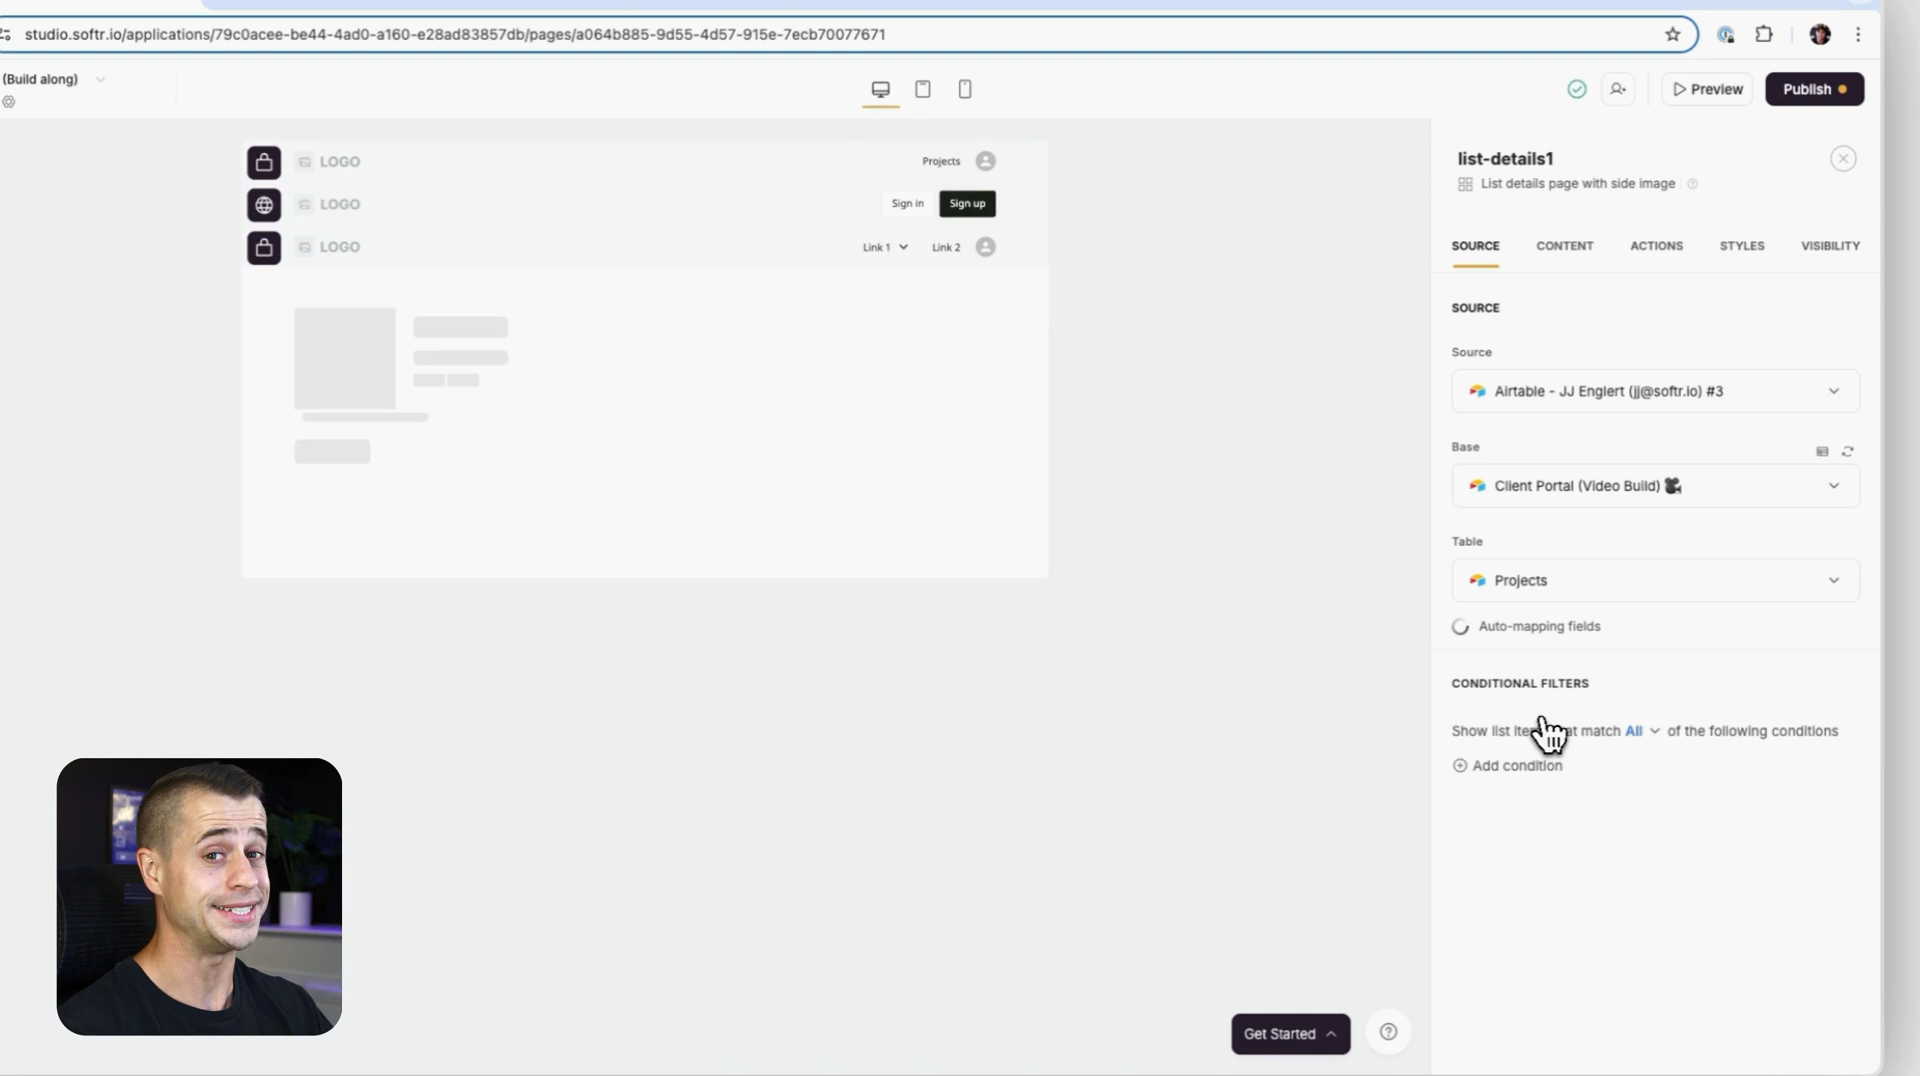 studio.softr.io/applications/79c0acee-be44-4ad0-a160-e28ad83857db/pages/a064b885-9d55-4d57-915e-7ecb70077671
(Build along)
Preview
Publish
LOGO
Projects
LOGO
Sign in
Sign up
LOGO
Link 1
Link 2
list-details1
List details page with side image
SOURCE
CONTENT
ACTIONS
STYLES
VISIBILITY
SOURCE
Source
Airtable - JJ Englert (jj@softr.io) #3
Base
Client Portal (Video Build)
Table
Projects
Auto-mapping fields
CONDITIONAL FILTERS
Show list match All of the following conditions
Add condition
Get Started